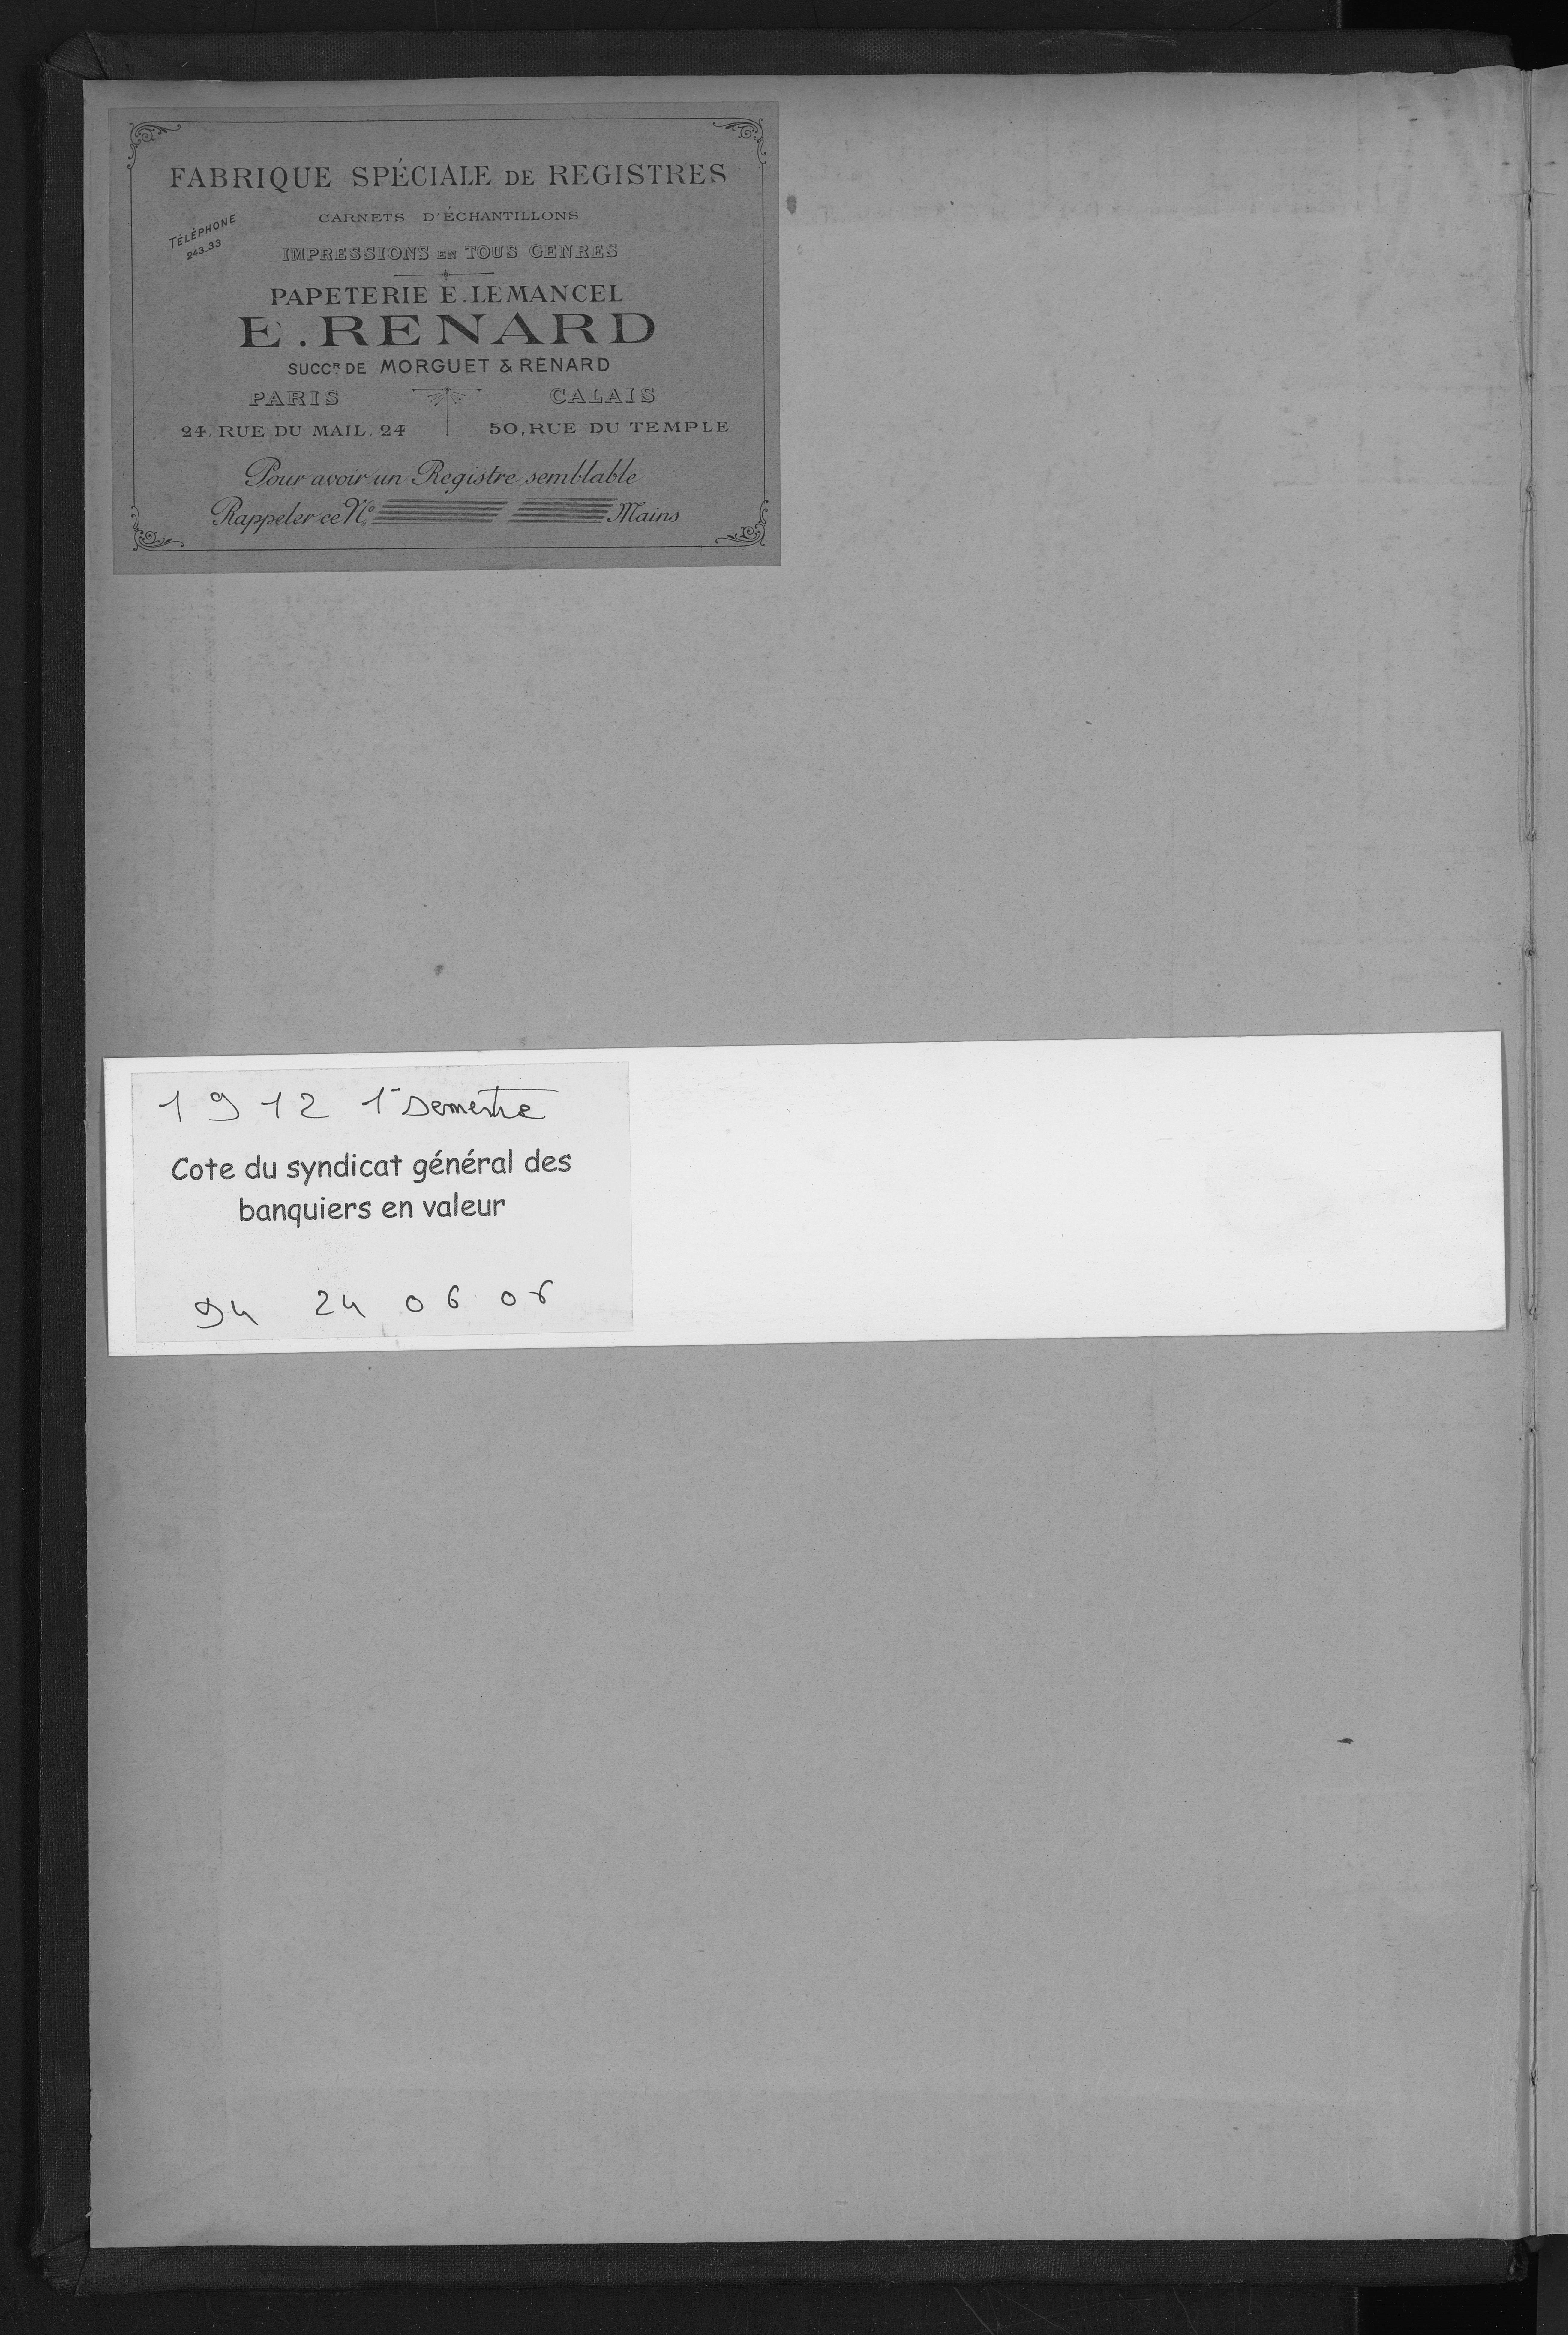 FABRIQUE SPÉCIALE DE REGISTRES
CARNETS D'ÉCHANTILLONS
TÉLÉPHONE
243.33
IMPRESSIONS EN TOUS GENRES
PAPETERIE E. LEMANCEL
E. RENARD
SUCCR DE MORGUET & RENARD
PARIS
CALAIS
24, RUE DU MAIL, 24
50, RUE DU TEMPLE
Pour avoir un Registre semblable
Rappeler ce No Mains
1912 1r semestre
Cote du syndicat général des
banquiers en valeur
94 24 06 08